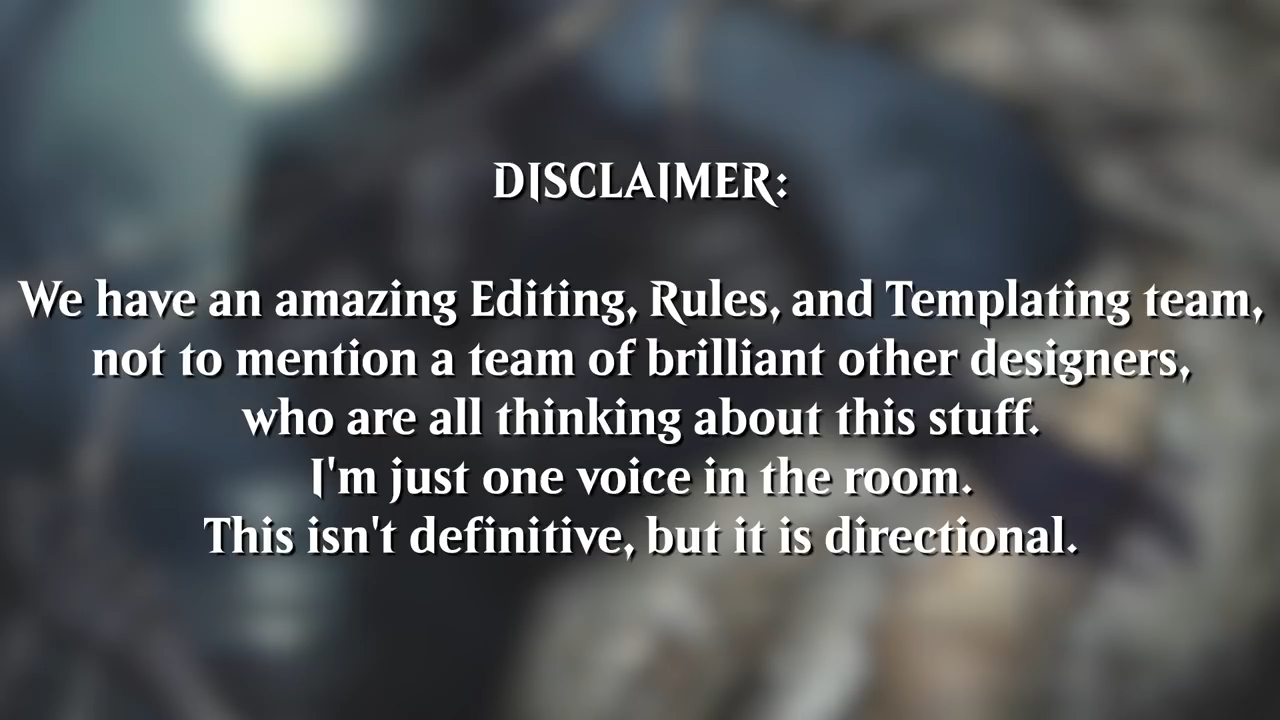 DISCLAIMER:
We have an amazing Editing, Rules, and Templating team,
not to mention a team of brilliant other designers,
who are all thinking about this stuff.
I'm just one voice in the room.
This isn't definitive, but it is directional.